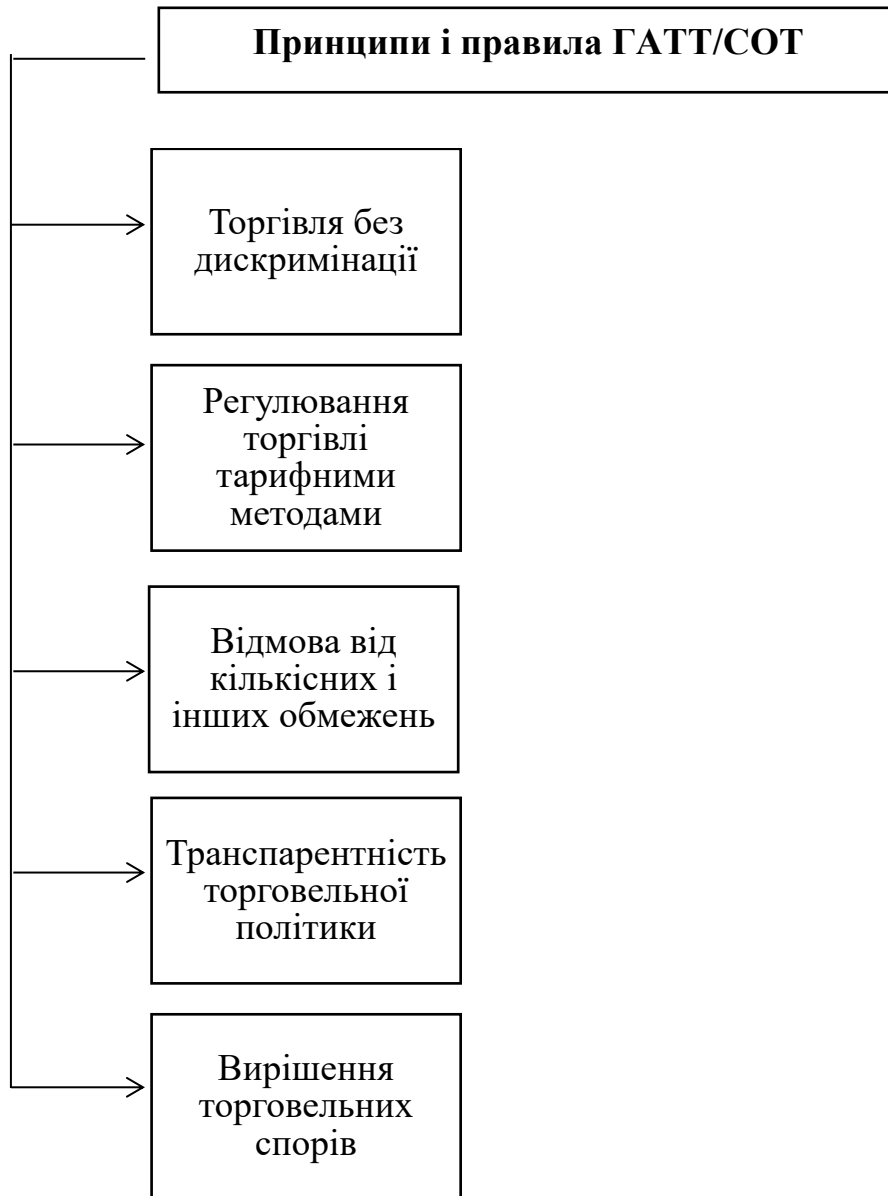 Принципи і правила ГАТТ/СОТ
Торгівля без
дискримінації
Регулювання
торгівлі
тарифними
методами
Відмова від
кількісних і
інших обмежень
Транспарентність
торговельної
політики
Вирішення
торговельних
спорів